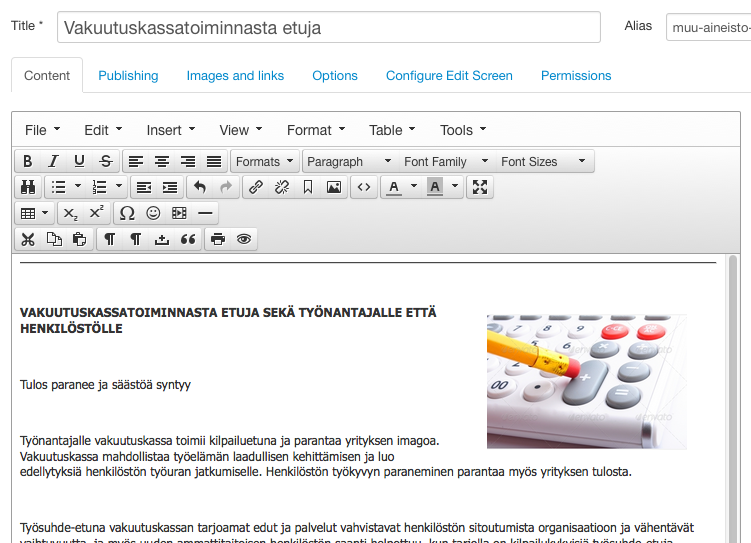 Title *
Vakuutuskassatoiminnasta etuja
Alias
muu-aineisto-
Content
Publishing
Images and links
Options
Configure Edit Screen
Permissions
File
Edit
Insert
View
Format
Table
Tools
Formats
Paragraph
Font Family
Font Sizes
VAKUUTUSKASSATOIMINNASTA ETUJA SEKÄ TYÖNANTAJALLE ETTÄ
HENKILÖSTÖLLE
Tulos paranee ja säästöä syntyy
Työnantajalle vakuutuskassa toimii kilpailuetuna ja parantaa yrityksen imagoa.
Vakuutuskassa mahdollistaa työelämän laadullisen kehittämisen ja luo
edellytyksiä henkilöstön työuran jatkumiselle. Henkilöstön työkyvyn paraneminen parantaa myös yrityksen tulosta.
Työsuhde-etuna vakuutuskassan tarjoamat edut ja palvelut vahvistavat henkilöstön sitoutumista organisaatioon ja vähentävät